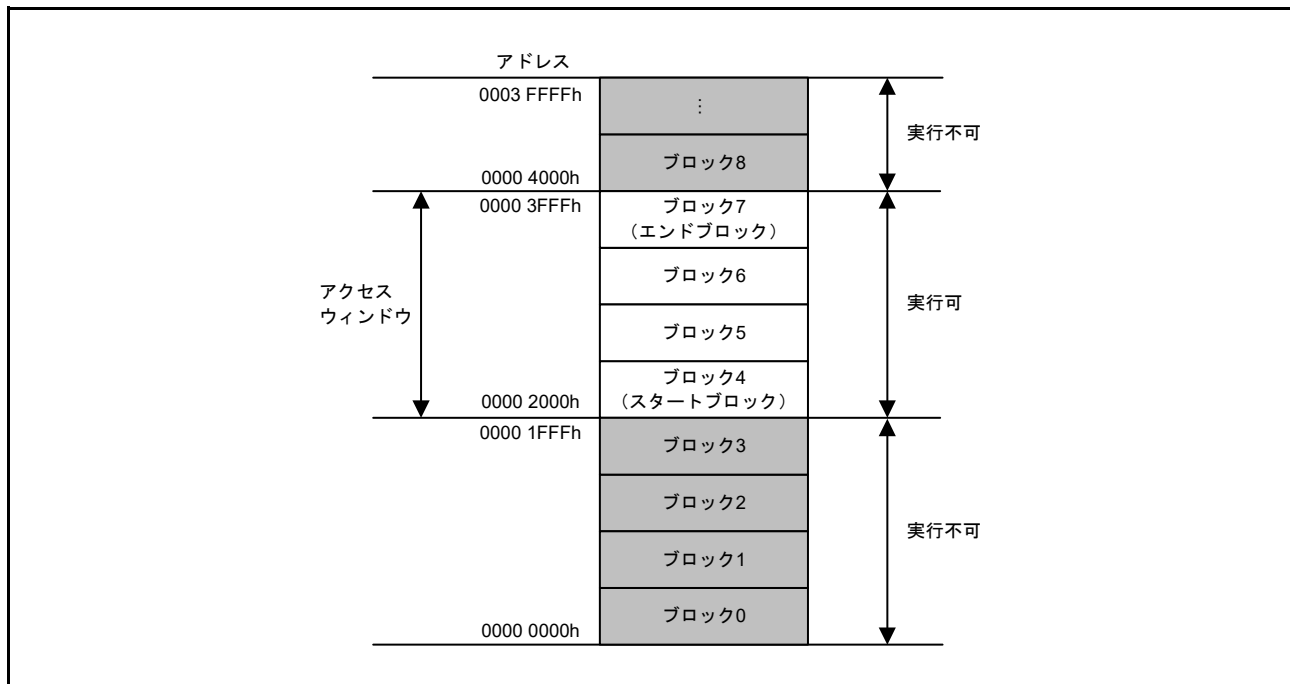 アドレス
0003 FFFFh
⋮
実行不可
ブロック8
0000 4000h
0000 3FFFh
ブロック7
（エンドブロック）
ブロック6
アクセス
ウィンドウ
実行可
ブロック5
ブロック4
（スタートブロック）
0000 2000h
0000 1FFFh
ブロック3
ブロック2
実行不可
ブロック1
ブロック0
0000 0000h